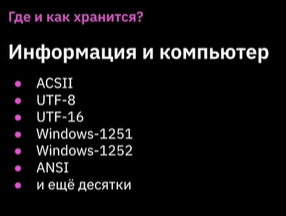 Где и как хранится?
Информация и компьютер
• ACSII
• UTF-8
• UTF-16
• Windows-1251
• Windows-1252
• ANSI
• и ещё десятки